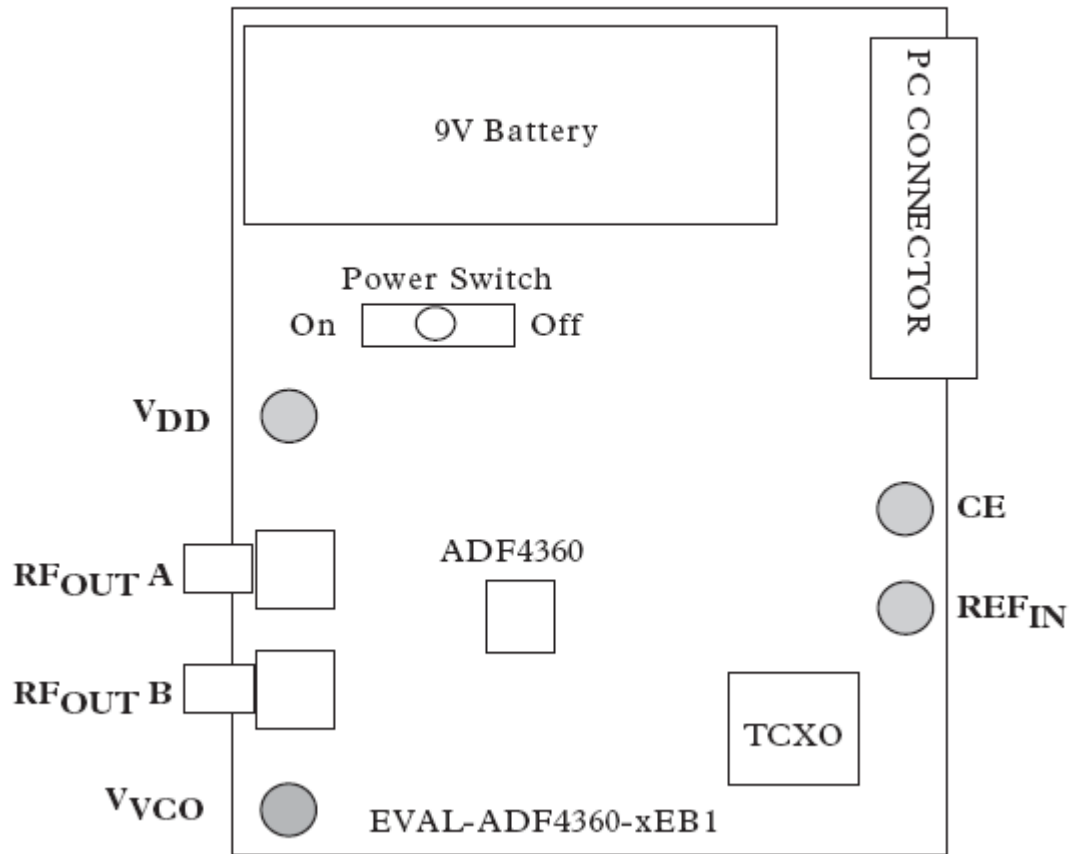 9V Battery
PC CONNECTOR
Power Switch
On
Off
VDD
CE
ADF4360
RFOUT A
REFIN
RFOUT B
TCXO
VVCO
EVAL-ADF4360-xEB1